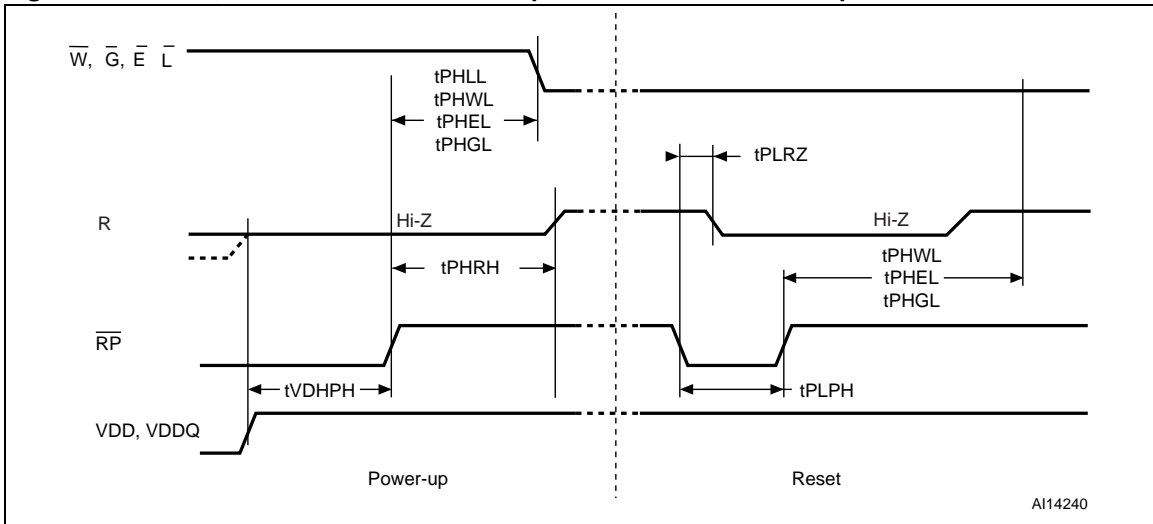 W̅, G̅, E̅ L̅
tPHLL
tPHWL
tPHEL
tPHGL
tPLRZ
R
Hi-Z
Hi-Z
tPHRH
tPHWL
tPHEL
tPHGL
R̅P̅
tVDHPH
tPLPH
VDD, VDDQ
Power-up
Reset
AI14240